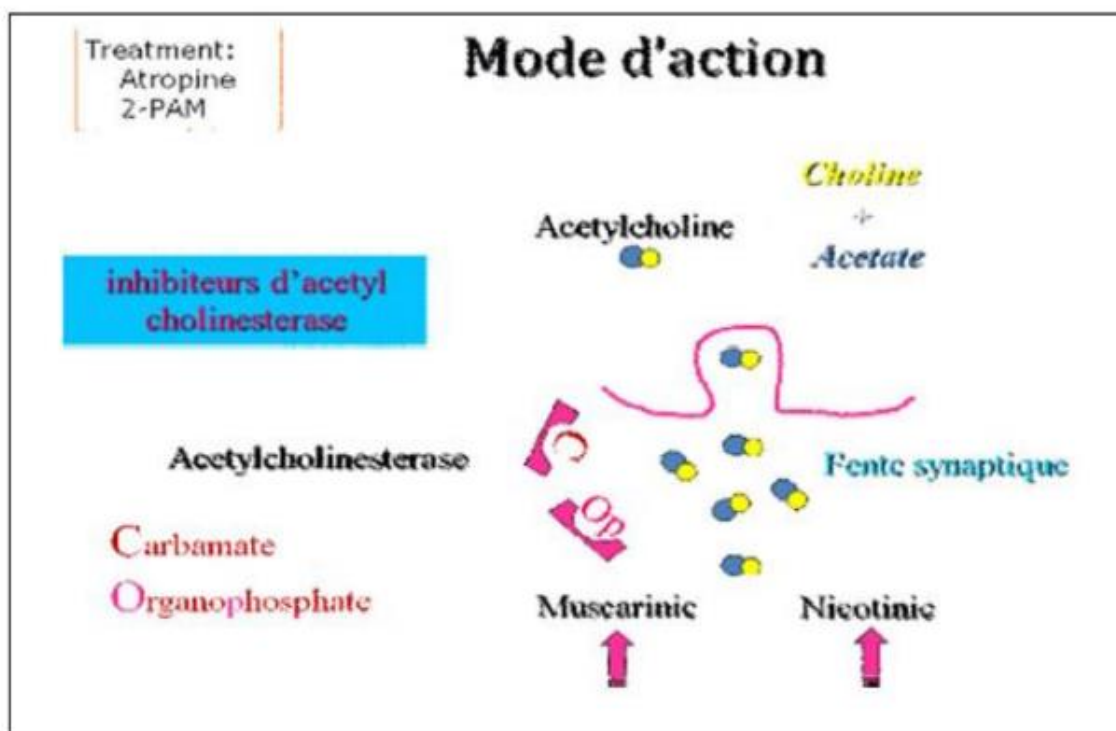 Treatment:
Atropine
2-PAM
Mode d'action
Choline
+
Acetate
Acetylcholine
inhibiteurs d'acetyl
cholinesterase
Acetylcholinesterase
C
Op
Fente synaptique
Carbamate
Organophosphate
Muscarinic
Nicotinic